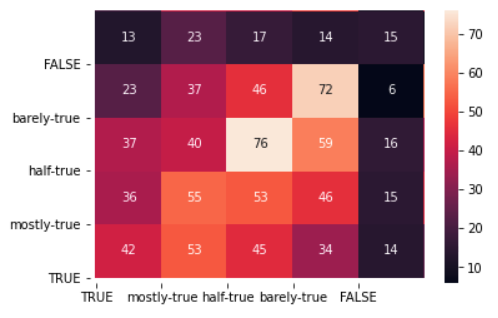 13 23 17 14 15
FALSE
23 37 46 72 6
barely-true
37 40 76 59 16
half-true
36 55 53 46 15
mostly-true
42 53 45 34 14
TRUE
TRUE mostly-true half-true barely-true FALSE
70
60
50
40
30
20
10